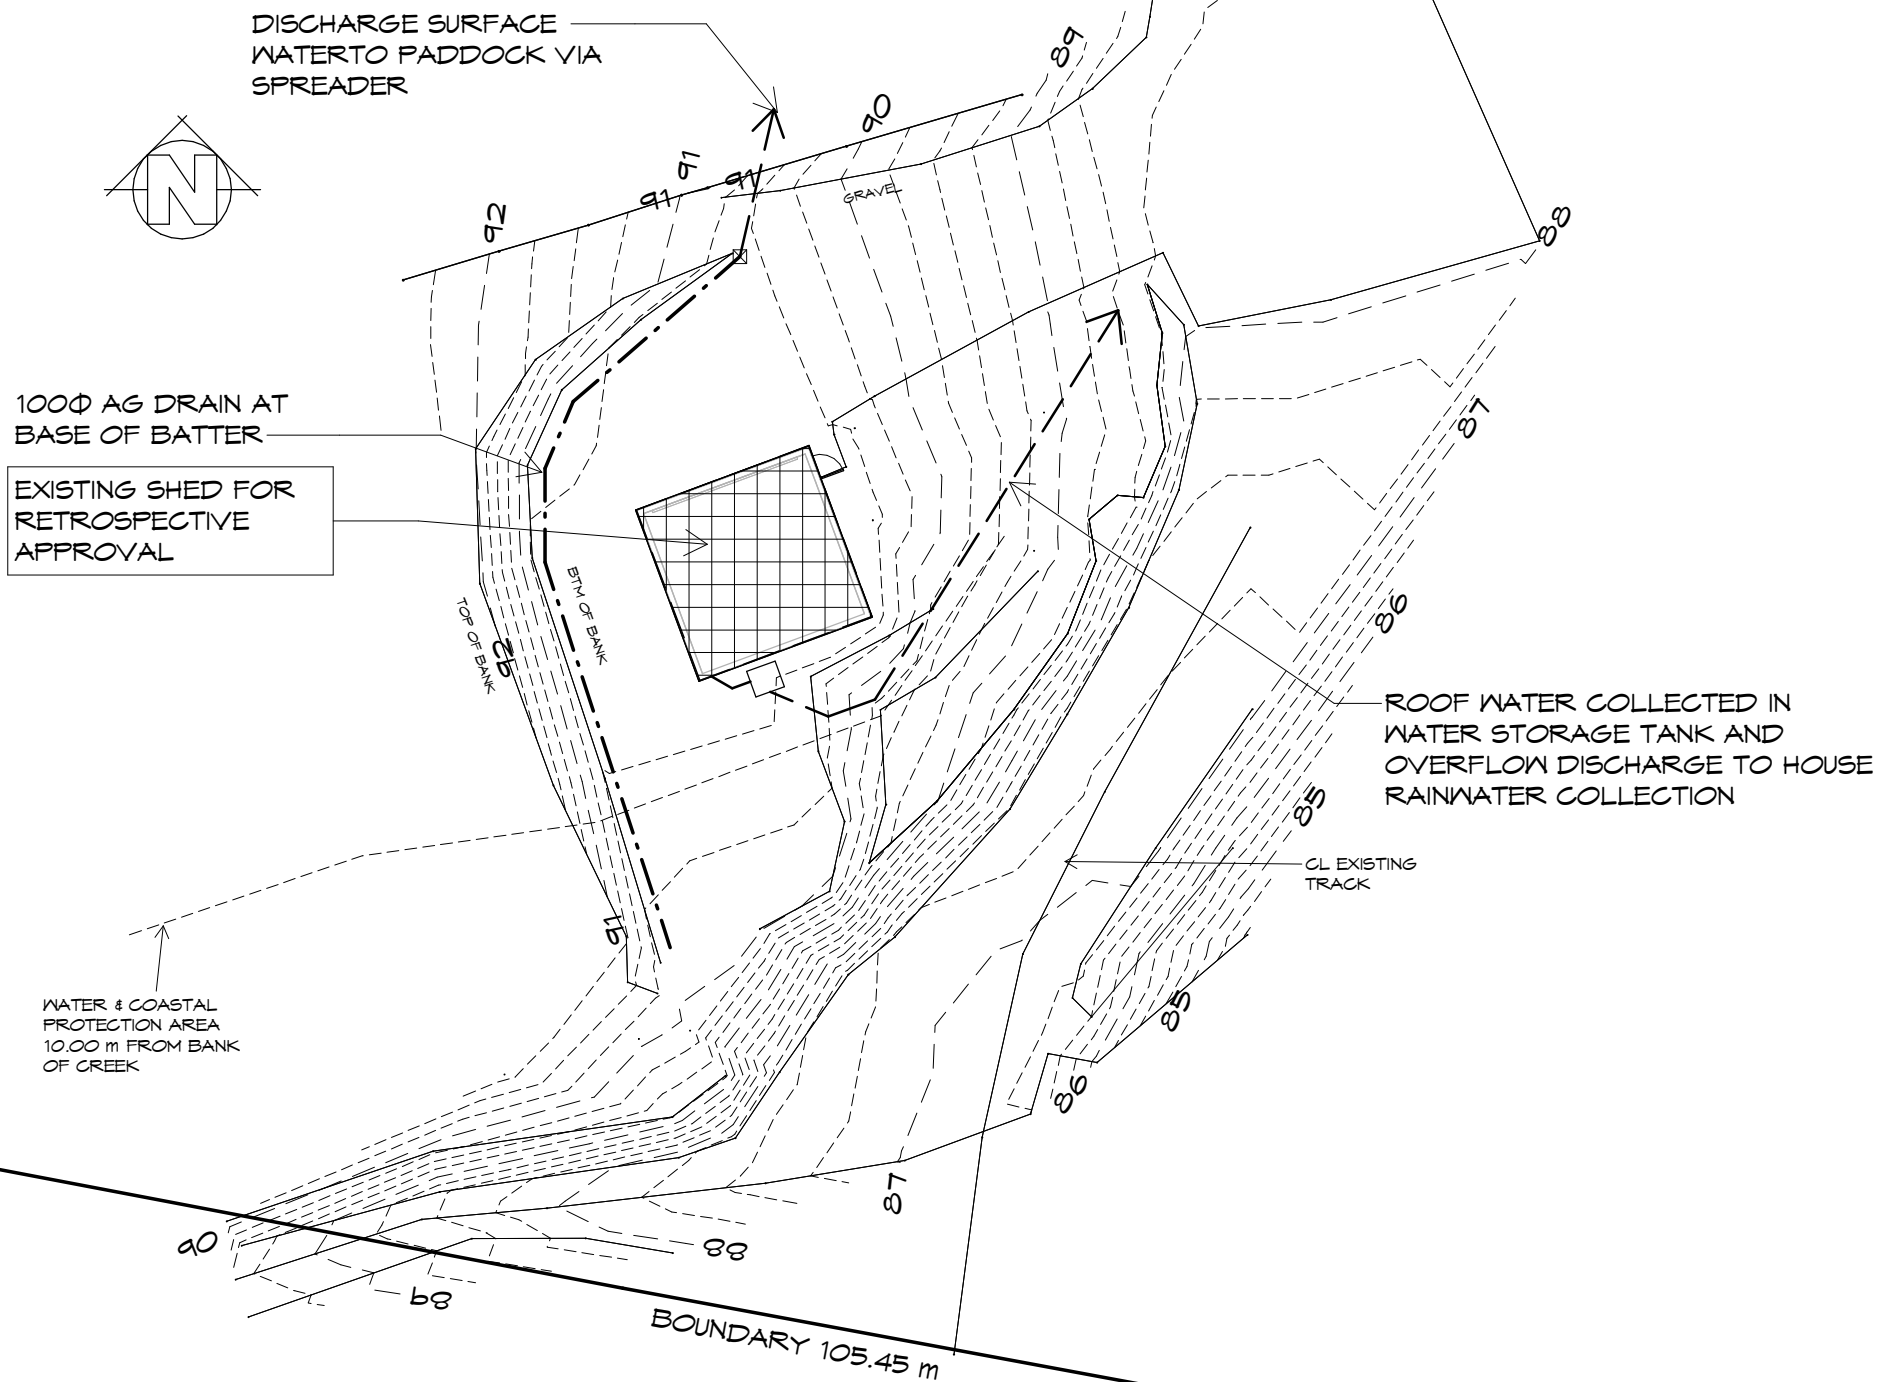 DISCHARGE SURFACE
WATERTO PADDOCK VIA
SPREADER
89
90
91
91
92
92
N
GRAVEL
88
100Φ AG DRAIN AT
BASE OF BATTER
EXISTING SHED FOR
RETROSPECTIVE
APPROVAL
87
BTM OF BANK
TOP OF BANK
92
86
ROOF WATER COLLECTED IN
WATER STORAGE TANK AND
OVERFLOW DISCHARGE TO HOUSE
RAINWATER COLLECTION
85
CL EXISTING
TRACK
91
WATER & COASTAL
PROTECTION AREA
10.00 m FROM BANK
OF CREEK
85
86
87
90
88
89
BOUNDARY 105.45 m